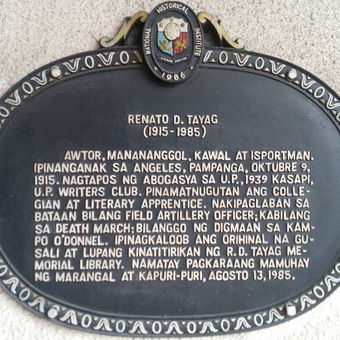 NATIONAL HISTORICAL INSTITUTE
1986
RENATO D. TAYAG
(1915-1985)
AWTOR, MANANANGGOL, KAWAL AT ISPORTMAN.
IPINANGANAK SA ANGELES, PAMPANGA, OKTUBRE 9,
1915. NAGTAPOS NG ABOGASYA SA U.P., 1939 KASAPI,
U.P. WRITERS CLUB. PINAMATNUGUTAN ANG COLLE-
GIAN AT LITERARY APPRENTICE. NAKIPAGLABAN SA
BATAAN BILANG FIELD ARTILLERY OFFICER; KABILANG
SA DEATH MARCH; BILANGGO NG DIGMAAN SA KAM-
PO O'DONNEL. IPINAGKALOOB ANG ORIHINAL NA GU-
SALI AT LUPANG KINATITIRIKAN NG R.D. TAYAG ME-
MORIAL LIBRARY. NAMATAY PAGKARAANG MAMUHAY
NG MARANGAL AT KAPURI-PURI, AGOSTO 13, 1985.